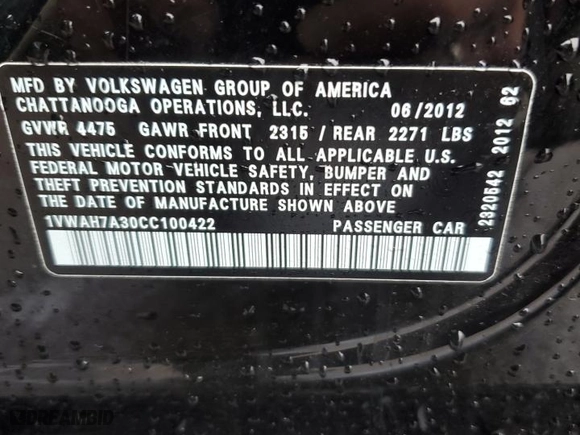 MFD BY VOLKSWAGEN GROUP OF AMERICA
CHATTANOOGA OPERATIONS, LLC. 06/2012
GVWR 4475 GAWR FRONT 2315/REAR 2271 LBS
THIS VEHICLE CONFORMS TO ALL APPLICABLE U.S.
FEDERAL MOTOR VEHICLE SAFETY, BUMPER AND
THEFT PREVENTION STANDARDS IN EFFECT ON
THE DATE OF MANUFACTURE SHOWN ABOVE.
1VWAH7A30CC100422 PASSENGER CAR
2320542 2012 62
DREAMBID